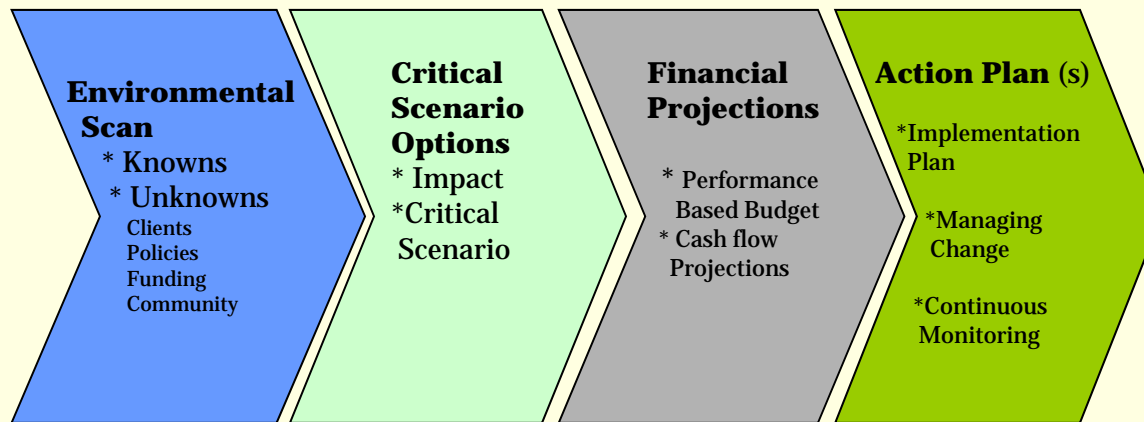 Environmental
Scan
* Knowns
* Unknowns
Clients
Policies
Funding
Community
Critical
Scenario
Options
* Impact
*Critical
Scenario
Financial
Projections
* Performance
Based Budget
* Cash flow
Projections
Action Plan (s)
*Implementation
Plan
*Managing
Change
*Continuous
Monitoring